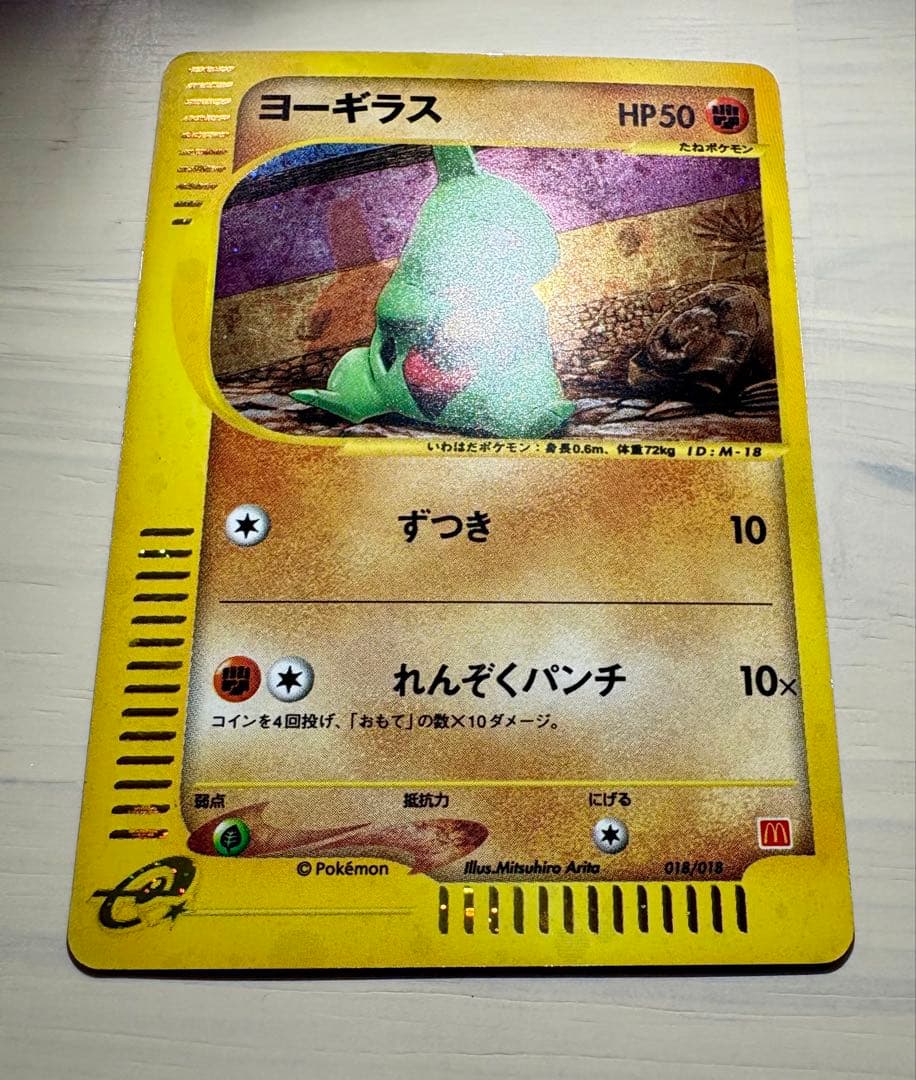 ヨーギラス
HP50
たねポケモン
いわはだポケモン：身長0.6m、体重72kg ID:M-18
ずつき 10
れんぞくパンチ 10×
コインを4回投げ、「おもて」の数×10ダメージ。
弱点 抵抗力 にげる
© Pokémon Illus.Mitsuhiro Arita 018/018